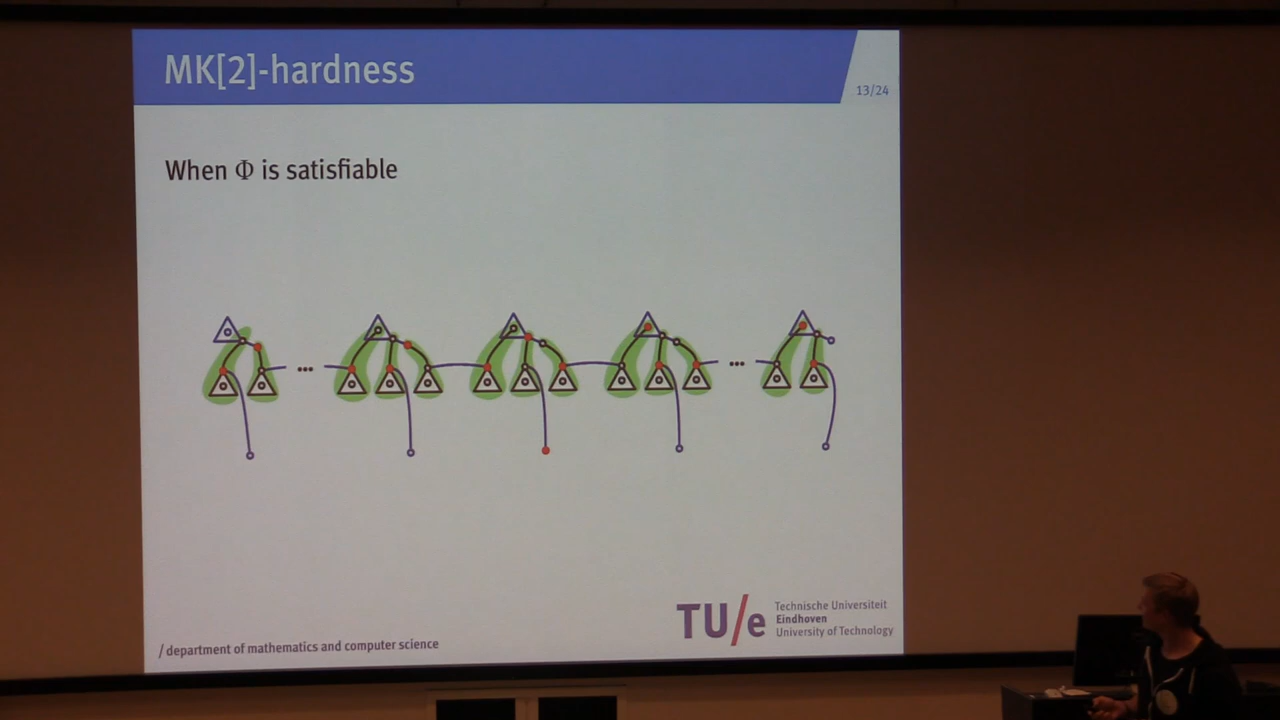 MK[2]-hardness
13/24
When Φ is satisfiable
...
...
TU/e Technische Universiteit
Eindhoven
University of Technology
/ department of mathematics and computer science